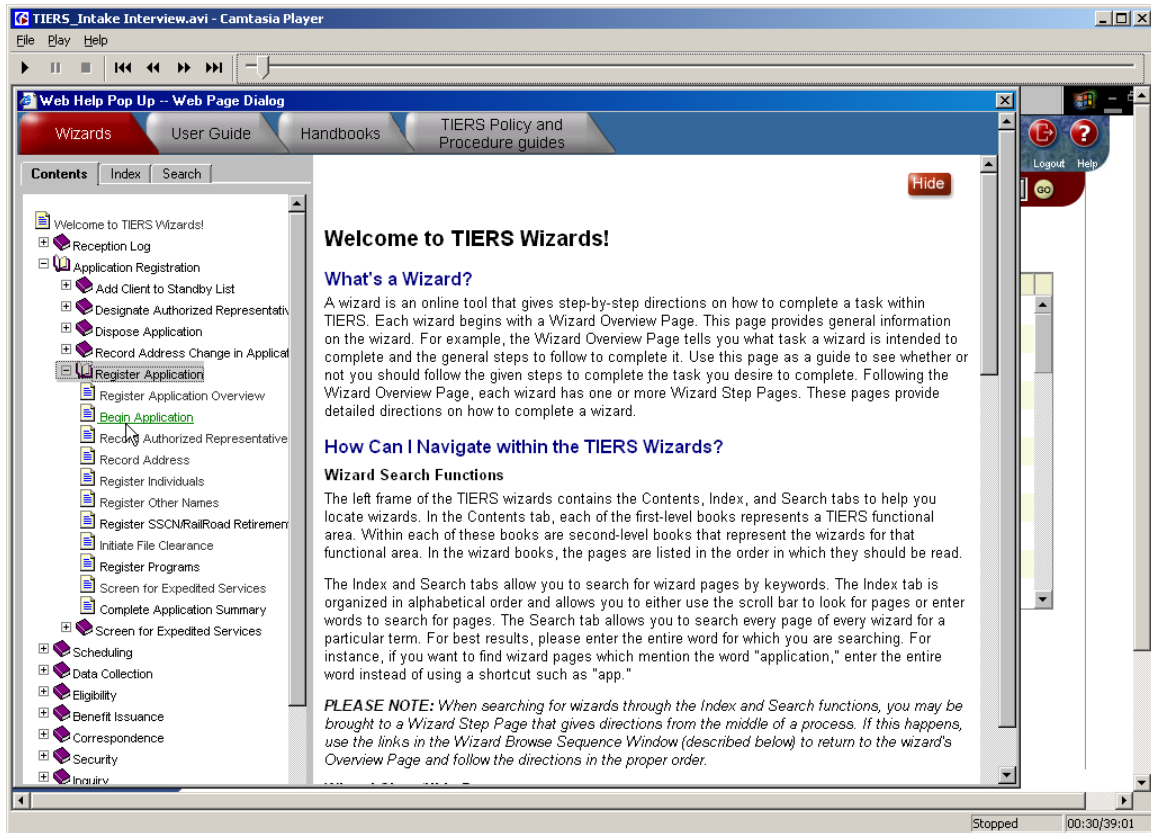 TIERS_Intake Interview.avi - Camtasia Player
File Play Help
Web Help Pop Up -- Web Page Dialog
Wizards
User Guide
Handbooks
TIERS Policy and
Procedure guides
Logout Help
GO
Contents Index Search
Welcome to TIERS Wizards!
Reception Log
Application Registration
Add Client to Standby List
Designate Authorized Representativ
Dispose Application
Record Address Change in Applicat
Register Application
Register Application Overview
Begin Application
Record Authorized Representative
Record Address
Register Individuals
Register Other Names
Register SSCN/RailRoad Retiremen
Initiate File Clearance
Register Programs
Screen for Expedited Services
Complete Application Summary
Screen for Expedited Services
Scheduling
Data Collection
Eligibility
Benefit Issuance
Correspondence
Security
Inquiry
Hide
Welcome to TIERS Wizards!
What's a Wizard?
A wizard is an online tool that gives step-by-step directions on how to complete a task within
TIERS. Each wizard begins with a Wizard Overview Page. This page provides general information
on the wizard. For example, the Wizard Overview Page tells you what task a wizard is intended to
complete and the general steps to follow to complete it. Use this page as a guide to see whether or
not you should follow the given steps to complete the task you desire to complete. Following the
Wizard Overview Page, each wizard has one or more Wizard Step Pages. These pages provide
detailed directions on how to complete a wizard.
How Can I Navigate within the TIERS Wizards?
Wizard Search Functions
The left frame of the TIERS wizards contains the Contents, Index, and Search tabs to help you
locate wizards. In the Contents tab, each of the first-level books represents a TIERS functional
area. Within each of these books are second-level books that represent the wizards for that
functional area. In the wizard books, the pages are listed in the order in which they should be read.
The Index and Search tabs allow you to search for wizard pages by keywords. The Index tab is
organized in alphabetical order and allows you to either use the scroll bar to look for pages or enter
words to search for pages. The Search tab allows you to search every page of every wizard for a
particular term. For best results, please enter the entire word for which you are searching. For
instance, if you want to find wizard pages which mention the word "application," enter the entire
word instead of using a shortcut such as "app."
PLEASE NOTE: When searching for wizards through the Index and Search functions, you may be
brought to a Wizard Step Page that gives directions from the middle of a process. If this happens,
use the links in the Wizard Browse Sequence Window (described below) to return to the wizard's
Overview Page and follow the directions in the proper order.
Stopped 00:30/39:01